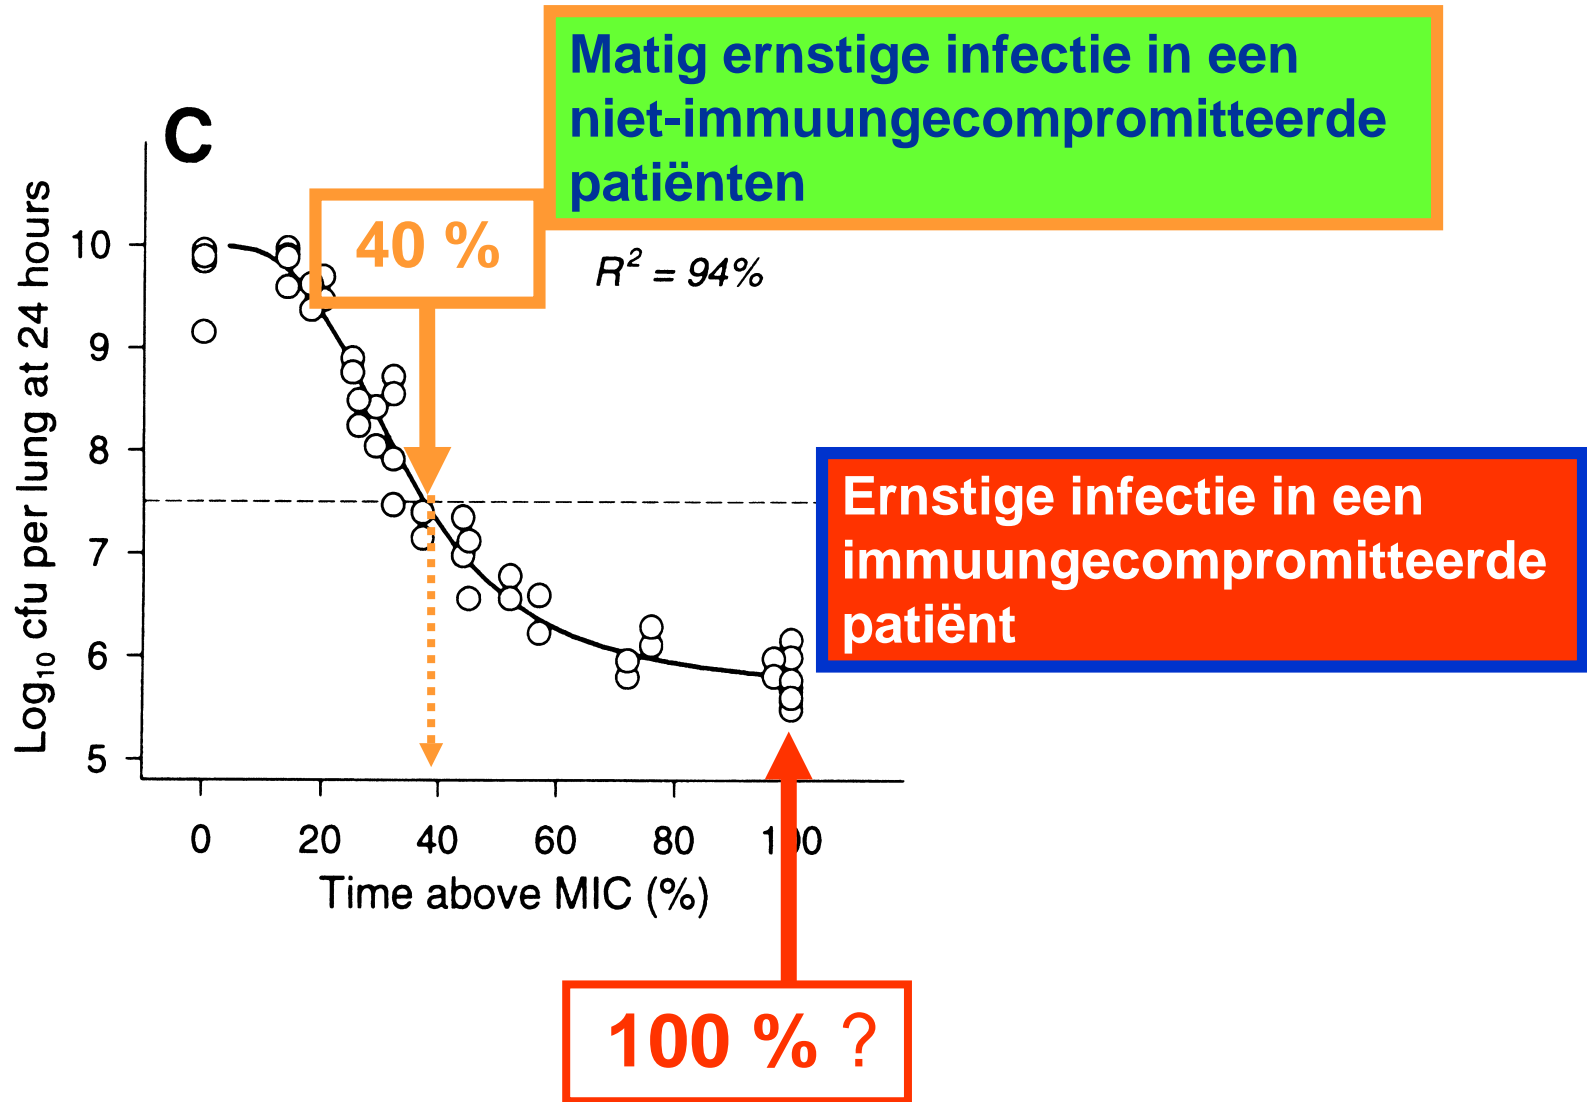 Matig ernstige infectie in een
niet-immuungecompromitteerde
patiënten
C
40 %
R² = 94%
Log₁₀ cfu per lung at 24 hours
10
9
8
7
6
5
Ernstige infectie in een
immuungecompromitteerde
patiënt
0 20 40 60 80 100
Time above MIC (%)
100 % ?